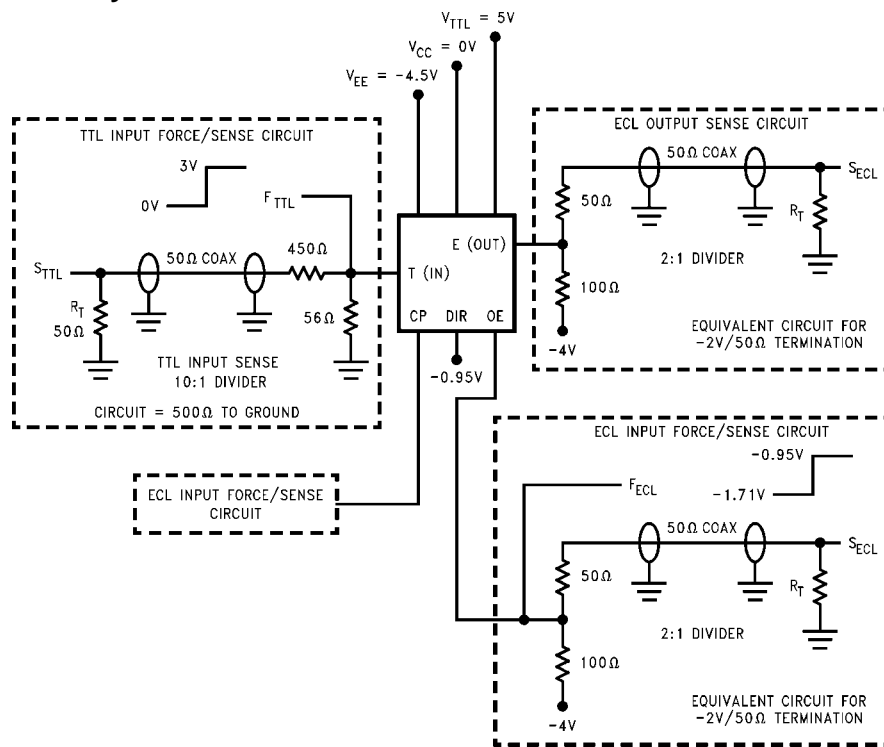 V_TTL = 5V
V_CC = 0V
V_EE = -4.5V
TTL INPUT FORCE/SENSE CIRCUIT
3V
0V
F_TTL
450Ω
S_TTL
50Ω COAX
R_T
50Ω
56Ω
TTL INPUT SENSE
10:1 DIVIDER
CIRCUIT = 500Ω TO GROUND
E (OUT)
T (IN)
CP
DIR
OE
-0.95V
ECL OUTPUT SENSE CIRCUIT
50Ω COAX
S_ECL
50Ω
R_T
2:1 DIVIDER
100Ω
-4V
EQUIVALENT CIRCUIT FOR
-2V/50Ω TERMINATION
ECL INPUT FORCE/SENSE
CIRCUIT
ECL INPUT FORCE/SENSE CIRCUIT
-0.95V
F_ECL
-1.71V
50Ω COAX
S_ECL
50Ω
R_T
2:1 DIVIDER
100Ω
-4V
EQUIVALENT CIRCUIT FOR
-2V/50Ω TERMINATION